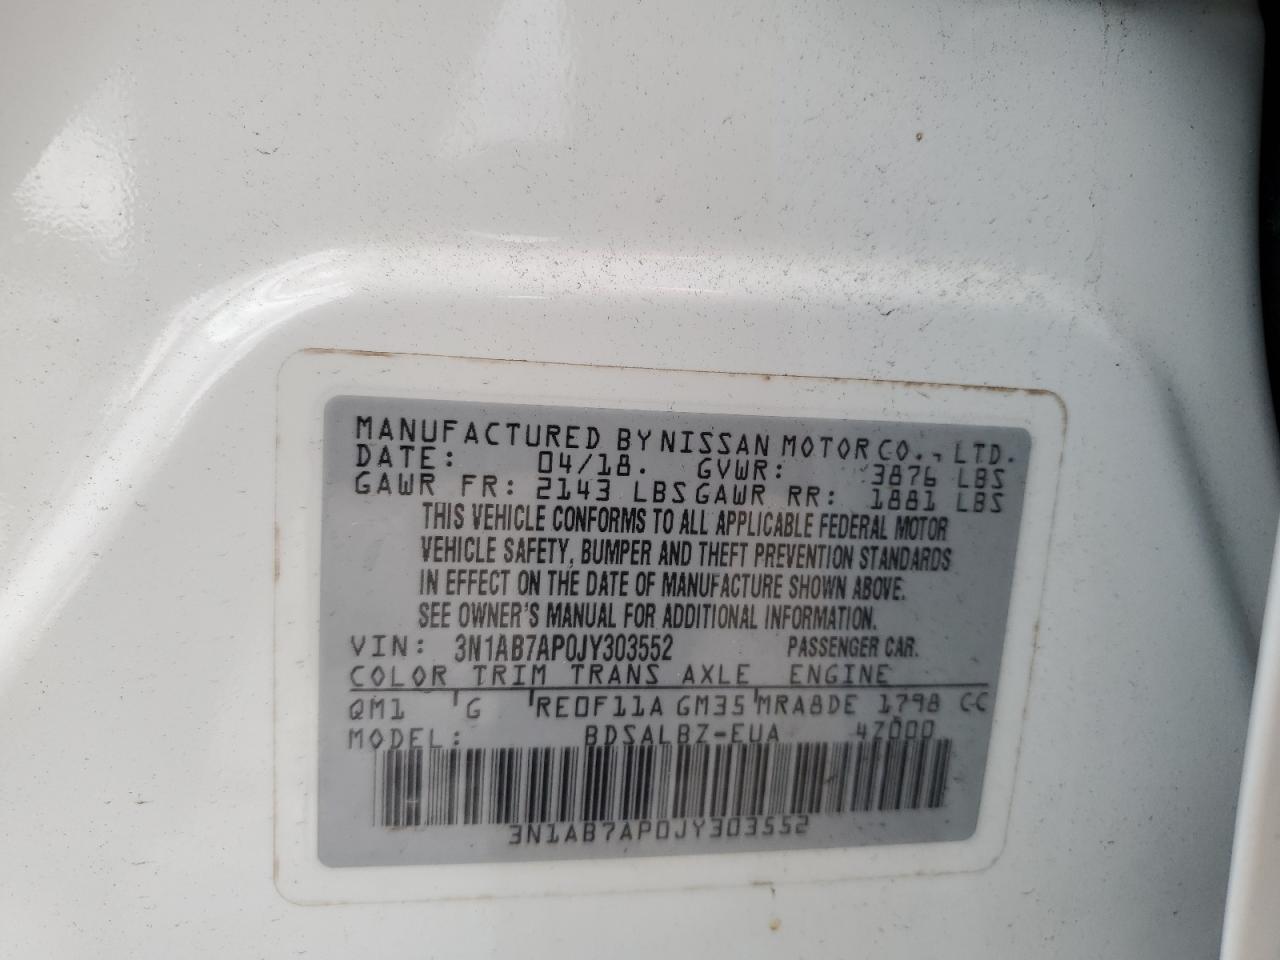 MANUFACTURED BY NISSAN MOTOR CO., LTD.
DATE: 04/18. GVWR: 3876 LBS
GAWR FR: 2143 LBS GAWR RR: 1881 LBS
THIS VEHICLE CONFORMS TO ALL APPLICABLE FEDERAL MOTOR
VEHICLE SAFETY, BUMPER AND THEFT PREVENTION STANDARDS
IN EFFECT ON THE DATE OF MANUFACTURE SHOWN ABOVE.
SEE OWNER'S MANUAL FOR ADDITIONAL INFORMATION.
VIN: 3N1AB7AP0JY303552 PASSENGER CAR.
COLOR TRIM TRANS AXLE ENGINE
QM1 G RE0F11A GM35 MRA8DE 1798 CC
MODEL: BDSALBZ-EUA 47000
3N1AB7AP0JY303552